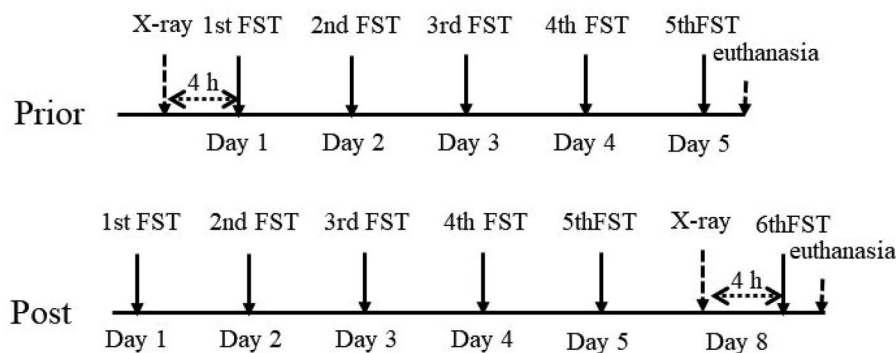 X-ray 1st FST 2nd FST 3rd FST 4th FST 5thFST
euthanasia
4 h
Prior
Day 1 Day 2 Day 3 Day 4 Day 5
1st FST 2nd FST 3rd FST 4th FST 5thFST X-ray 6thFST
euthanasia
4 h
Post
Day 1 Day 2 Day 3 Day 4 Day 5 Day 8